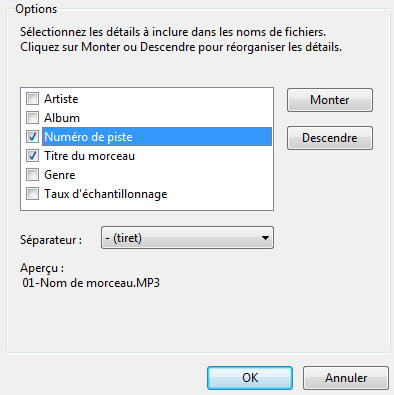 Options
Sélectionnez les détails à inclure dans les noms de fichiers.
Cliquez sur Monter ou Descendre pour réorganiser les détails.
Artiste
Monter
Album
Numéro de piste
Descendre
Titre du morceau
Genre
Taux d'échantillonnage
Séparateur : - (tiret)
Aperçu :
01-Nom de morceau.MP3
OK Annuler